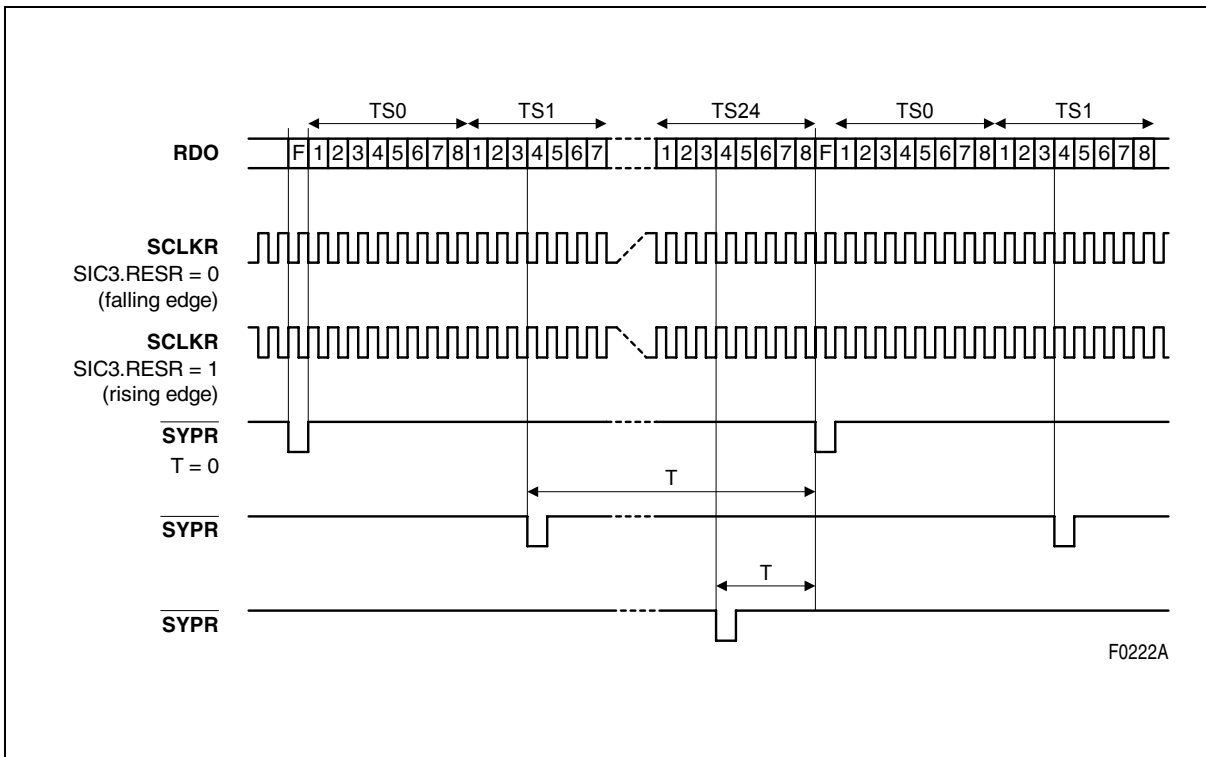 TS0 TS1 TS24 TS0 TS1
RDO F 1 2 3 4 5 6 7 8 1 2 3 4 5 6 7 1 2 3 4 5 6 7 8 F 1 2 3 4 5 6 7 8 1 2 3 4 5 6 7 8
SCLKR
SIC3.RESR = 0
(falling edge)
SCLKR
SIC3.RESR = 1
(rising edge)
SYPR
T = 0
T
SYPR
T
SYPR
F0222A